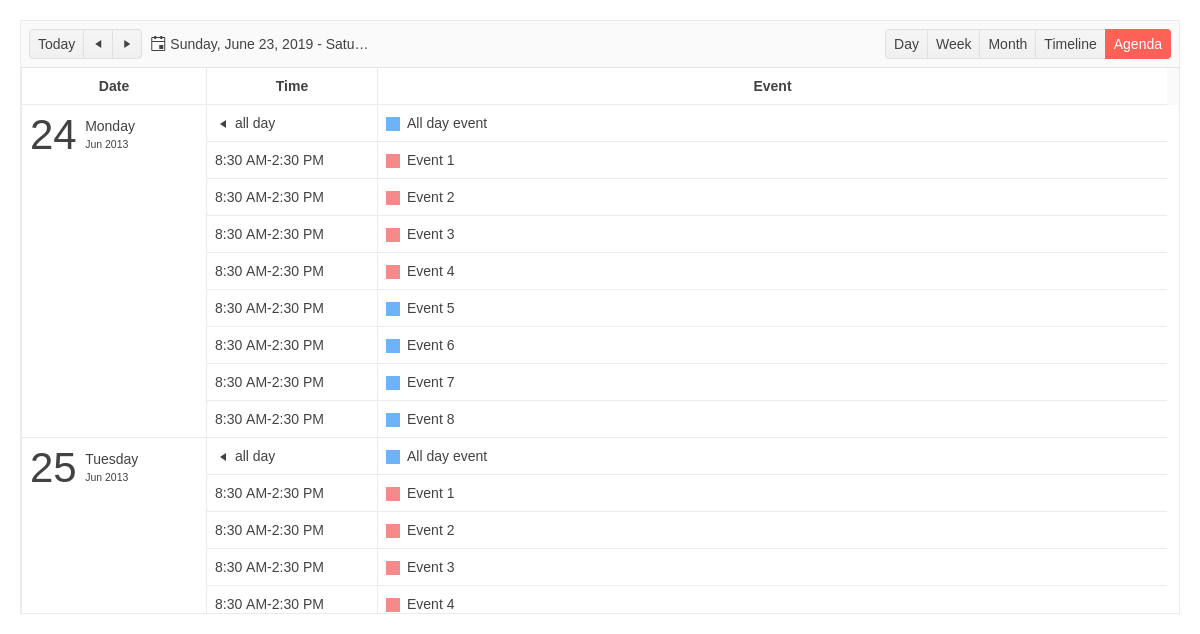 Today Sunday, June 23, 2019 - Satu… Day Week Month Timeline Agenda
Date Time Event
24 Monday all day All day event
Jun 2013
8:30 AM-2:30 PM Event 1
8:30 AM-2:30 PM Event 2
8:30 AM-2:30 PM Event 3
8:30 AM-2:30 PM Event 4
8:30 AM-2:30 PM Event 5
8:30 AM-2:30 PM Event 6
8:30 AM-2:30 PM Event 7
8:30 AM-2:30 PM Event 8
25 Tuesday all day All day event
Jun 2013
8:30 AM-2:30 PM Event 1
8:30 AM-2:30 PM Event 2
8:30 AM-2:30 PM Event 3
8:30 AM-2:30 PM Event 4